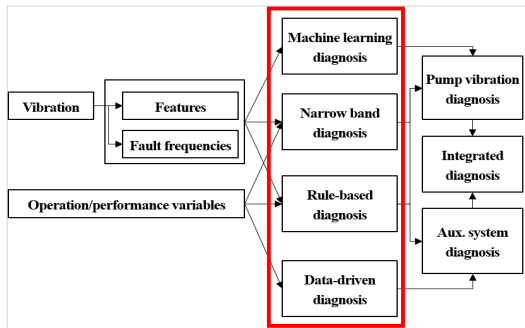 Vibration
Features
Fault frequencies
Operation/performance variables
Machine learning
diagnosis
Narrow band
diagnosis
Rule-based
diagnosis
Data-driven
diagnosis
Pump vibration
diagnosis
Integrated
diagnosis
Aux. system
diagnosis